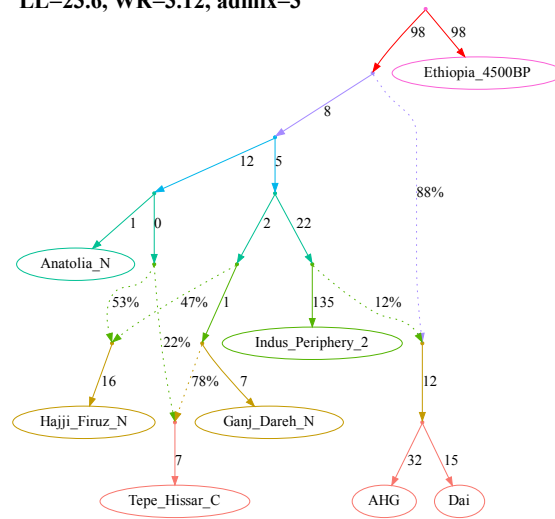 LL=23.6, WR=3.12, admix=3
98 98
Ethiopia_4500BP
8
12 5
88%
1 0 2 22
Anatolia_N
53% 47% 1 135 12%
22% Indus_Periphery_2
16 78% 7 12
Hajji_Firuz_N Ganj_Dareh_N
7 32 15
Tepe_Hissar_C AHG Dai